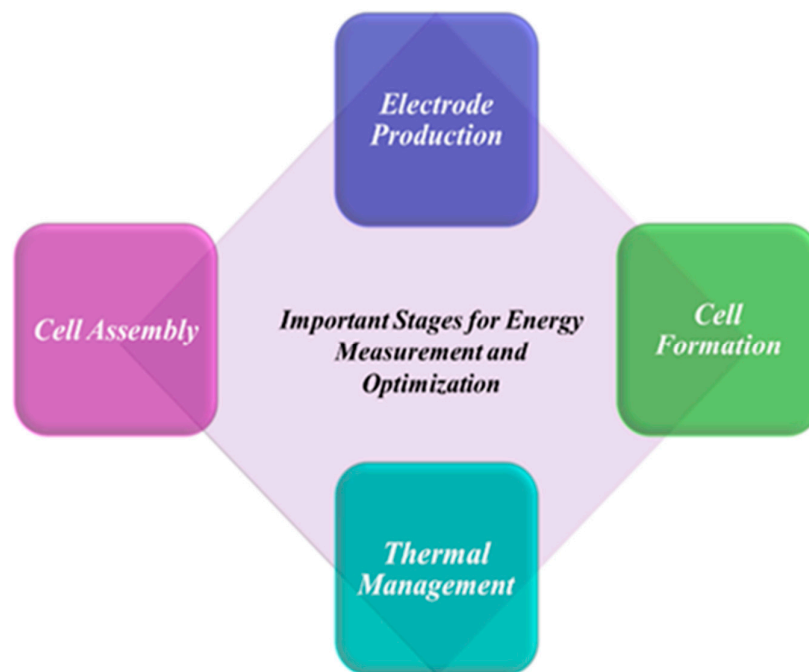 Electrode
Production
Cell Assembly
Important Stages for Energy
Measurement and
Optimization
Cell
Formation
Thermal
Management